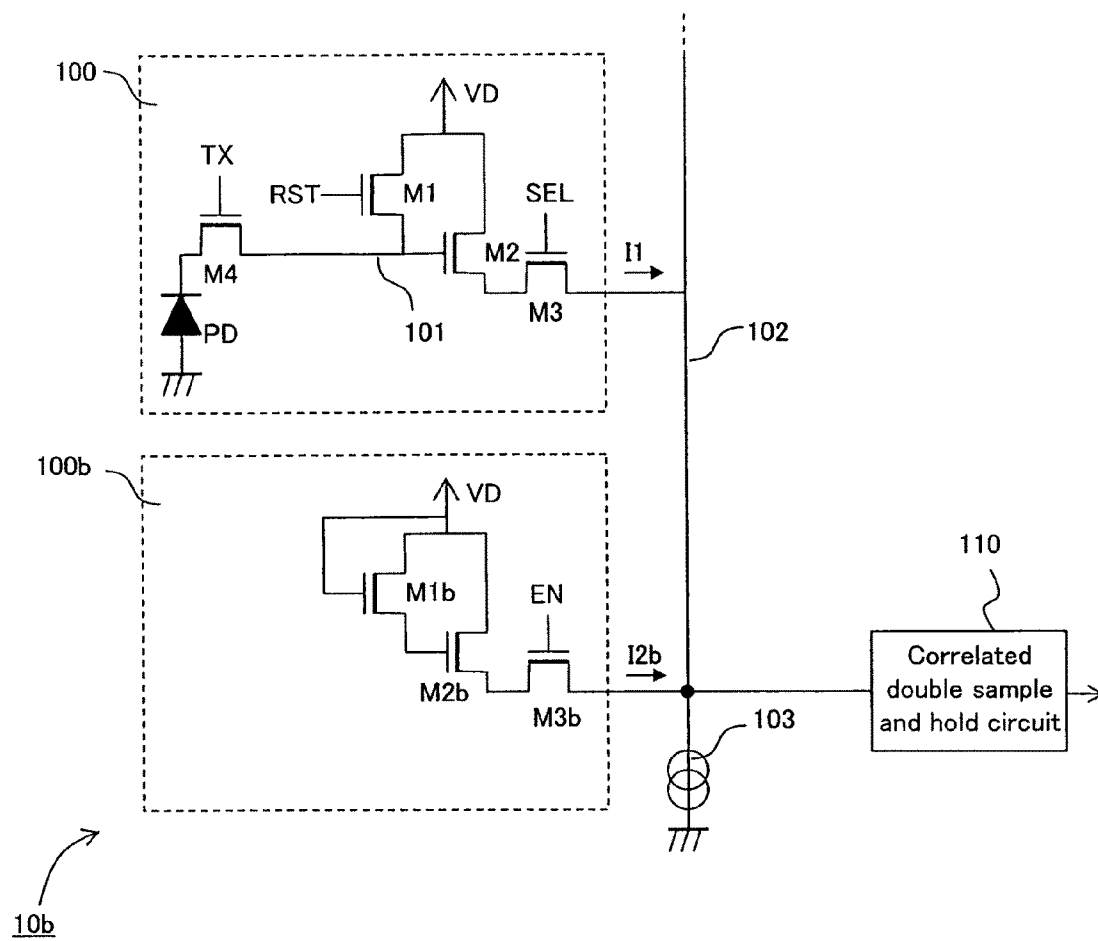 100
VD
TX
RST
M1
SEL
M2
I1
M4
M3
PD
101
102
100b
VD
M1b
EN
110
I2b
Correlated
double sample
and hold circuit
M2b
M3b
103
10b